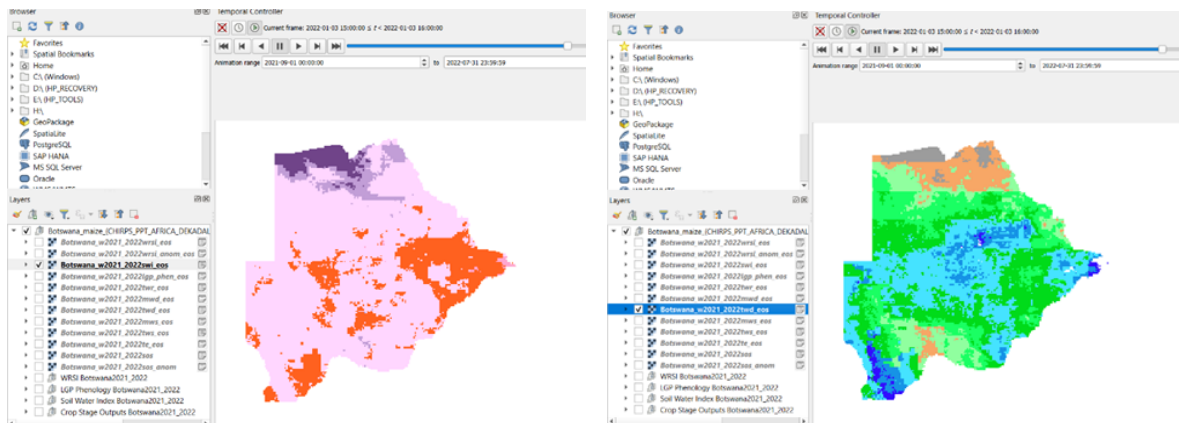 Browser
Favorites
Spatial Bookmarks
Home
C:\ (Windows)
D:\ (HP_RECOVERY)
E:\ (HP_TOOLS)
H:\
GeoPackage
SpatiaLite
PostgreSQL
SAP HANA
MS SQL Server
Oracle
Layers
Botswana_maize_(CHIRPS_PPT_AFRICA_DEKADAL
Botswana_w2021_2022wrsi_eos
Botswana_w2021_2022wrsi_anom_eos
Botswana_w2021_2022swi_eos
Botswana_w2021_2022lgp_phen_eos
Botswana_w2021_2022twr_eos
Botswana_w2021_2022mwd_eos
Botswana_w2021_2022twd_eos
Botswana_w2021_2022mws_eos
Botswana_w2021_2022tws_eos
Botswana_w2021_2022te_eos
Botswana_w2021_2022sos
Botswana_w2021_2022sos_anom
WRSI Botswana2021_2022
LGP Phenology Botswana2021_2022
Soil Water Index Botswana2021_2022
Crop Stage Outputs Botswana2021_2022
Temporal Controller
Current frame: 2022-01-03 15:00:00 ≤ t < 2022-01-03 16:00:00
Animation range 2021-09-01 00:00:00 to 2022-07-31 23:59:59
Browser
Favorites
Spatial Bookmarks
Home
C:\ (Windows)
D:\ (HP_RECOVERY)
E:\ (HP_TOOLS)
H:\
GeoPackage
SpatiaLite
PostgreSQL
SAP HANA
MS SQL Server
Oracle
Layers
Botswana_maize_(CHIRPS_PPT_AFRICA_DEKADAL
Botswana_w2021_2022wrsi_eos
Botswana_w2021_2022wrsi_anom_eos
Botswana_w2021_2022swi_eos
Botswana_w2021_2022lgp_phen_eos
Botswana_w2021_2022twr_eos
Botswana_w2021_2022mwd_eos
Botswana_w2021_2022twd_eos
Botswana_w2021_2022mws_eos
Botswana_w2021_2022tws_eos
Botswana_w2021_2022te_eos
Botswana_w2021_2022sos
Botswana_w2021_2022sos_anom
WRSI Botswana2021_2022
LGP Phenology Botswana2021_2022
Soil Water Index Botswana2021_2022
Crop Stage Outputs Botswana2021_2022
Temporal Controller
Current frame: 2022-01-03 15:00:00 ≤ t < 2022-01-03 16:00:00
Animation range 2021-09-01 00:00:00 to 2022-07-31 23:59:59